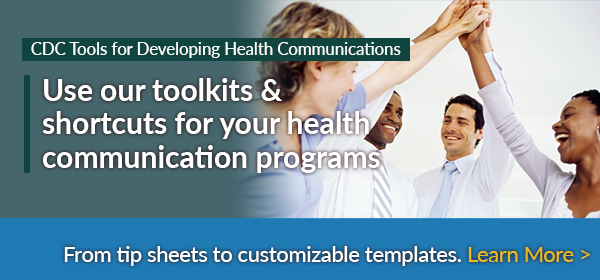 CDC Tools for Developing Health Communications
Use our toolkits &
shortcuts for your health
communication programs
From tip sheets to customizable templates. Learn More >